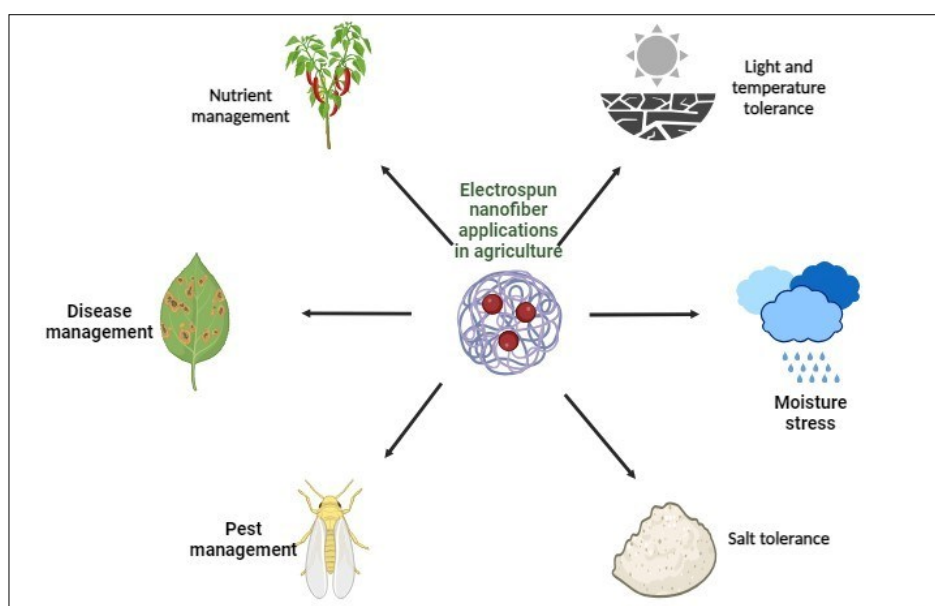 Nutrient
management
Light and
temperature
tolerance
Electrospun
nanofiber
applications
in agriculture
Disease
management
Moisture
stress
Pest
management
Salt tolerance